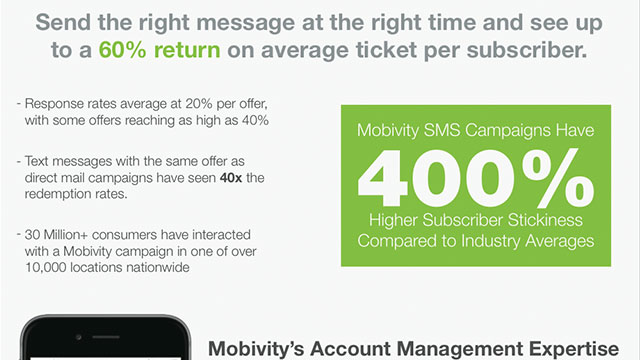 Send the right message at the right time and see up
to a 60% return on average ticket per subscriber.
- Response rates average at 20% per offer,
with some offers reaching as high as 40%
- Text messages with the same offer as
direct mail campaigns have seen 40x the
redemption rates.
- 30 Million+ consumers have interacted
with a Mobivity campaign in one of over
10,000 locations nationwide
Mobivity SMS Campaigns Have
400%
Higher Subscriber Stickiness
Compared to Industry Averages
Mobivity's Account Management Expertise